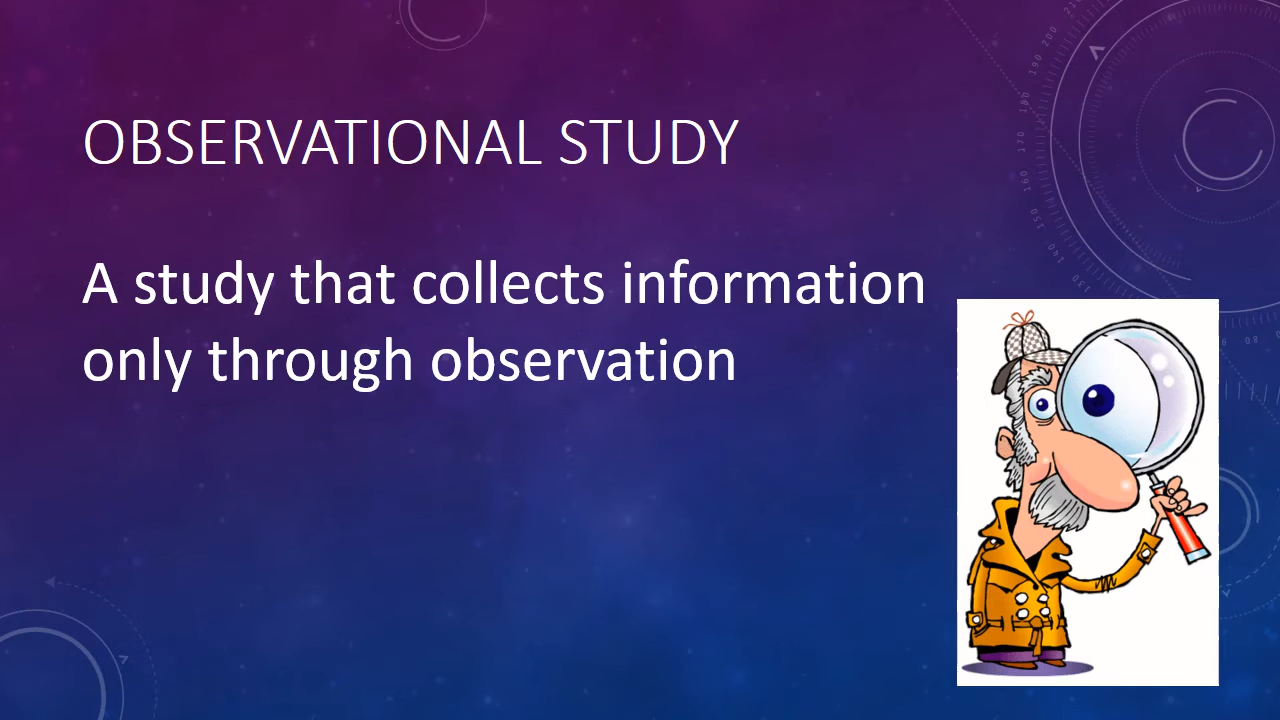 OBSERVATIONAL STUDY
A study that collects information
only through observation